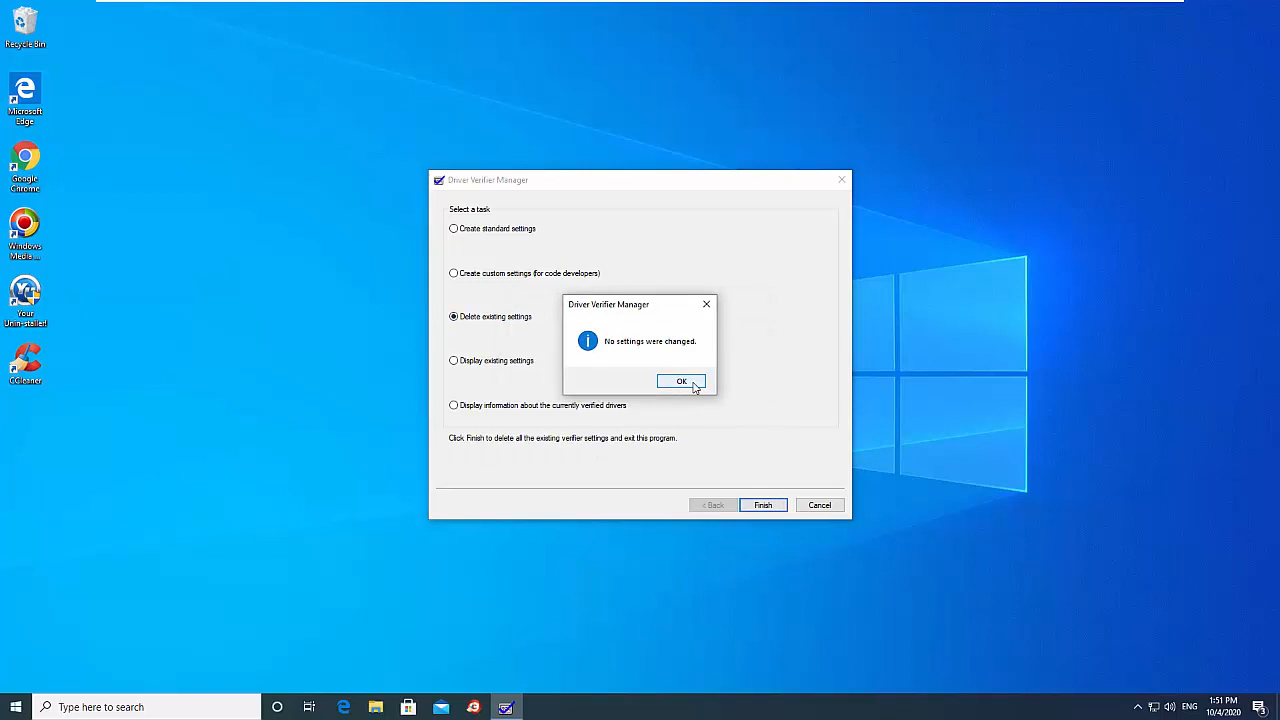 Recycle Bin
Microsoft
Edge
Google
Chrome
Windows
Media ...
Your
Unin-staller!
CCleaner
Driver Verifier Manager
Select a task
Create standard settings
Create custom settings (for code developers)
Delete existing settings
Display existing settings
Display information about the currently verified drivers
Click Finish to delete all the existing verifier settings and exit this program.
< Back
Finish
Cancel
Driver Verifier Manager
No settings were changed.
OK
Type here to search
ENG
1:51 PM
10/4/2020